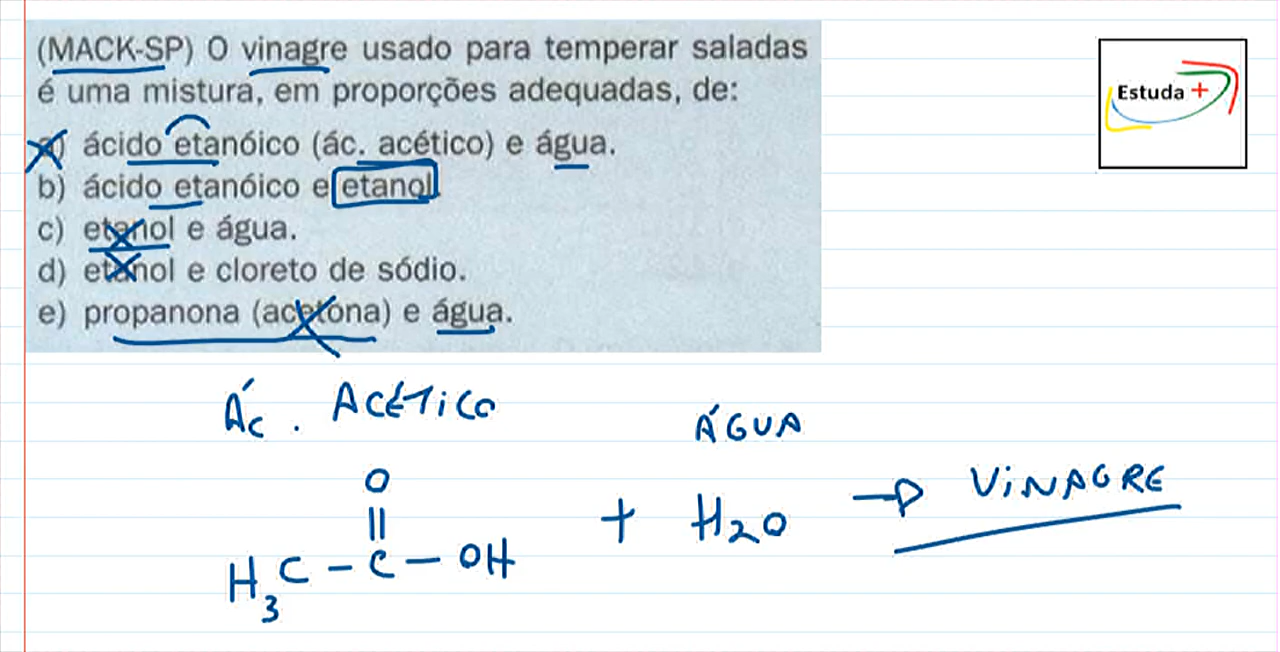 (MACK-SP) O vinagre usado para temperar saladas
é uma mistura, em proporções adequadas, de:
a) ácido etanóico (ác. acético) e água.
b) ácido etanóico e etanol
c) etanol e água.
d) etanol e cloreto de sódio.
e) propanona (acetona) e água.
Estuda +
Ác. ACÉTICO
ÁGUA
O
H3C - C - OH + H2O → VINAGRE